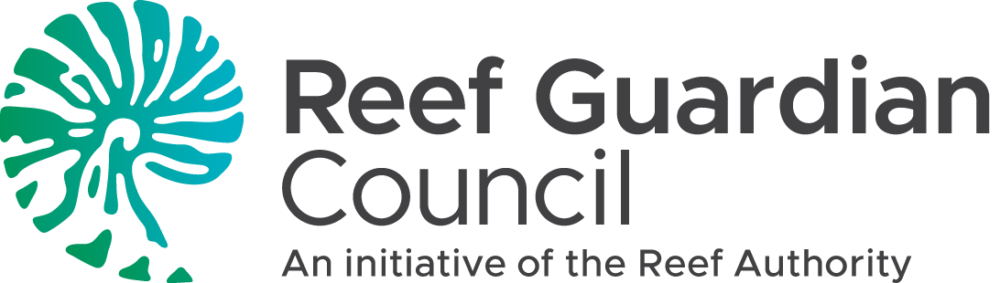 Reef Guardian
Council
An initiative of the Reef Authority